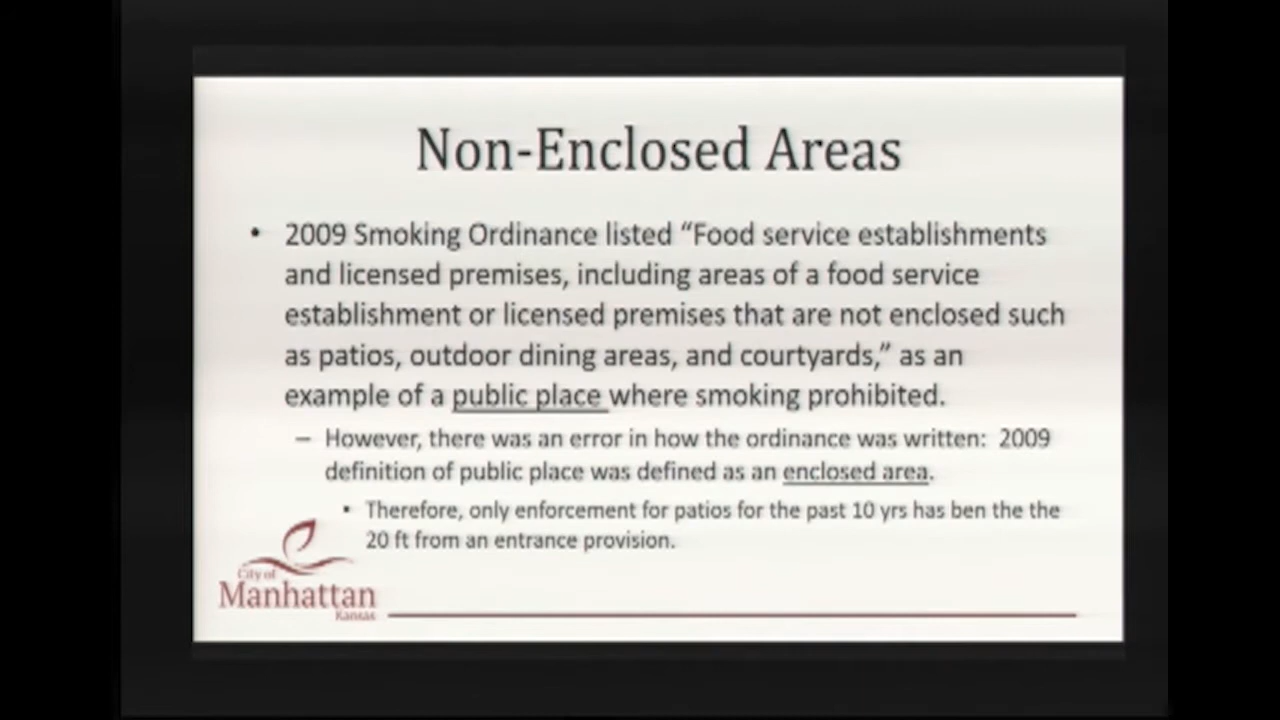 Non-Enclosed Areas
• 2009 Smoking Ordinance listed “Food service establishments
and licensed premises, including areas of a food service
establishment or licensed premises that are not enclosed such
as patios, outdoor dining areas, and courtyards,” as an
example of a public place where smoking prohibited.
– However, there was an error in how the ordinance was written: 2009
definition of public place was defined as an enclosed area.
▪ Therefore, only enforcement for patios for the past 10 yrs has ben the the
20 ft from an entrance provision.
City of
Manhattan
Kansas